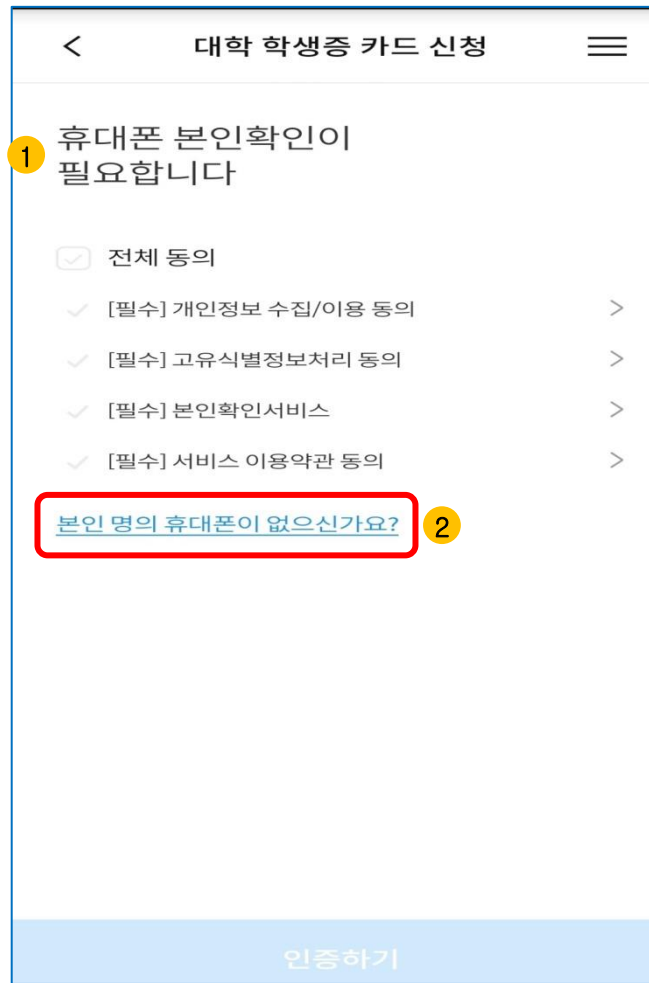 대학 학생증 카드 신청
1
휴대폰 본인확인이
필요합니다
전체 동의
[필수] 개인정보 수집/이용 동의
[필수] 고유식별정보처리 동의
[필수] 본인확인서비스
[필수] 서비스 이용약관 동의
본인 명의 휴대폰이 없으신가요? 2
인증하기